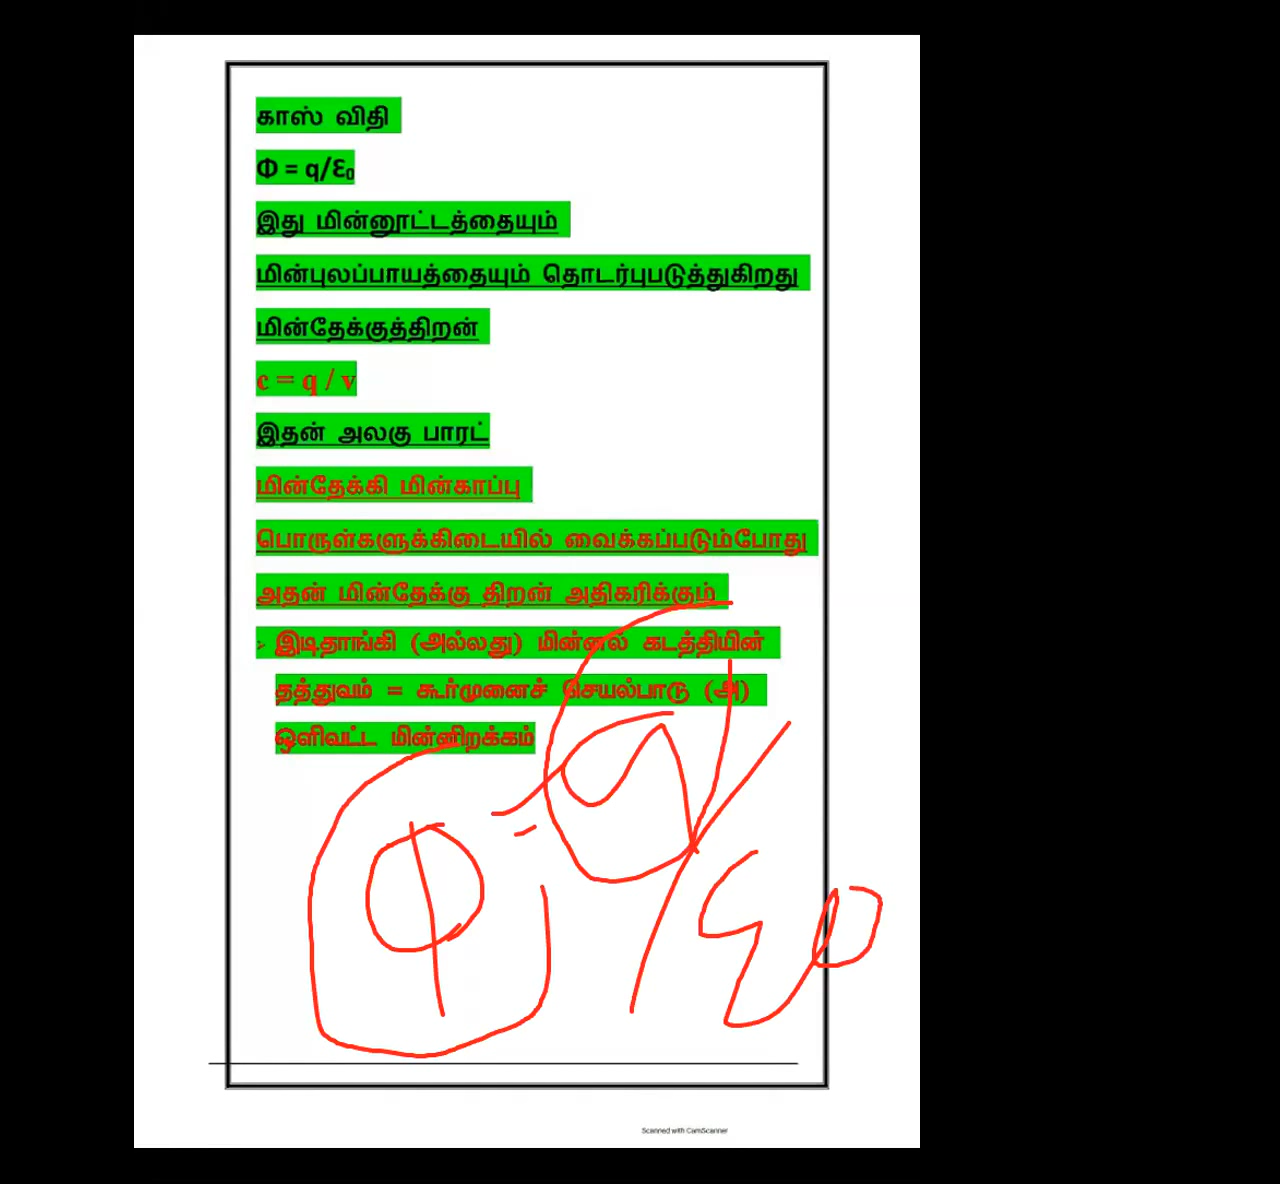 காஸ் விதி
Φ = q/ε₀
இது மின்னூட்டத்தையும்
மின்புலப்பாயத்தையும் தொடர்புபடுத்துகிறது
மின்தேக்குத்திறன்
c = q / v
இதன் அலகு பாரட்
மின்தேக்கி மின்காப்பு
பொருள்களுக்கிடையில் வைக்கப்படும்போது
அதன் மின்தேக்கு திறன் அதிகரிக்கும்
➢ இடிதாங்கி (அல்லது) மின்னல் கடத்தியின்
தத்துவம் = கூர்முனைச் செயல்பாடு (அ)
ஒளிவட்ட மின்னிறக்கம்
ϕ = q/ε₀
Scanned with CamScanner